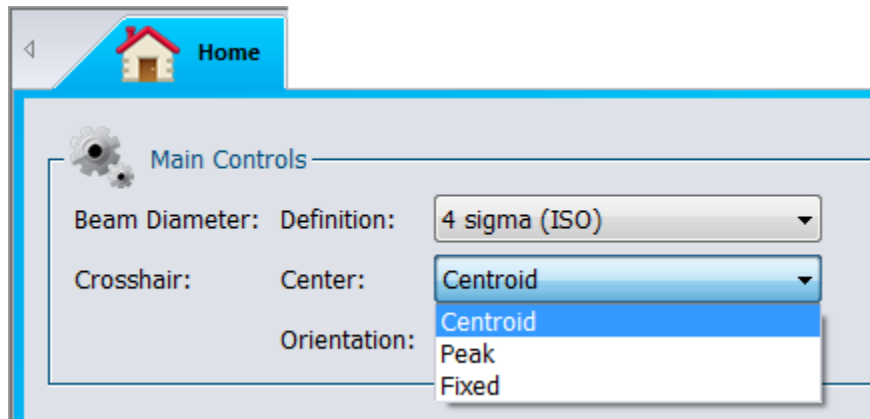 Home
Main Controls
Beam Diameter: Definition: 4 sigma (ISO)
Crosshair: Center: Centroid
Centroid
Orientation:
Peak
Fixed